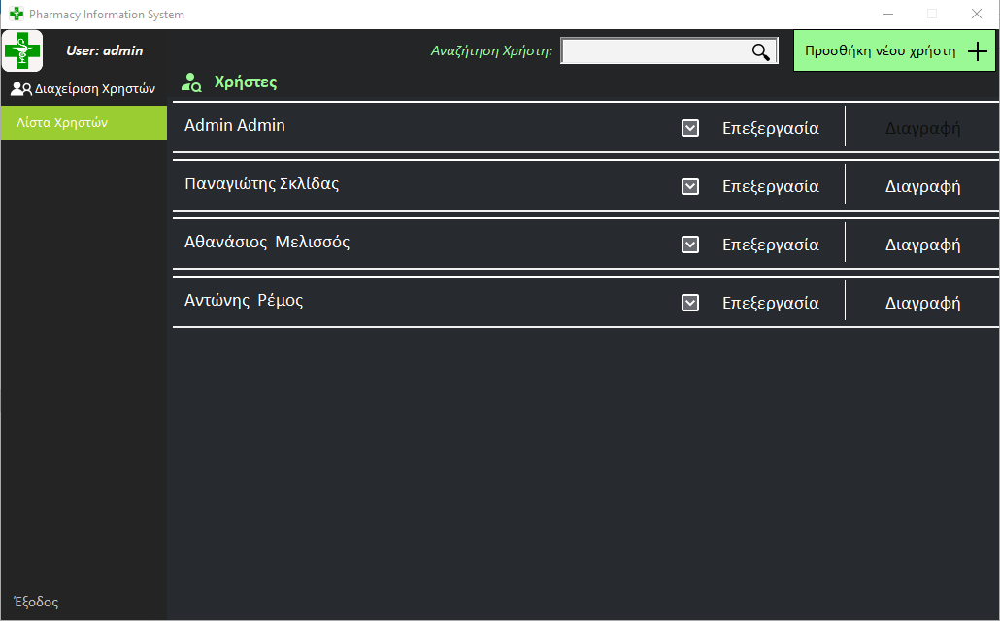 Pharmacy Information System
User: admin
Αναζήτηση Χρήστη:
Προσθήκη νέου χρήστη
Διαχείριση Χρηστών
Χρήστες
Λίστα Χρηστών
Admin Admin Επεξεργασία Διαγραφή
Παναγιώτης Σκλίδας Επεξεργασία Διαγραφή
Αθανάσιος Μελισσός Επεξεργασία Διαγραφή
Αντώνης Ρέμος Επεξεργασία Διαγραφή
Έξοδος